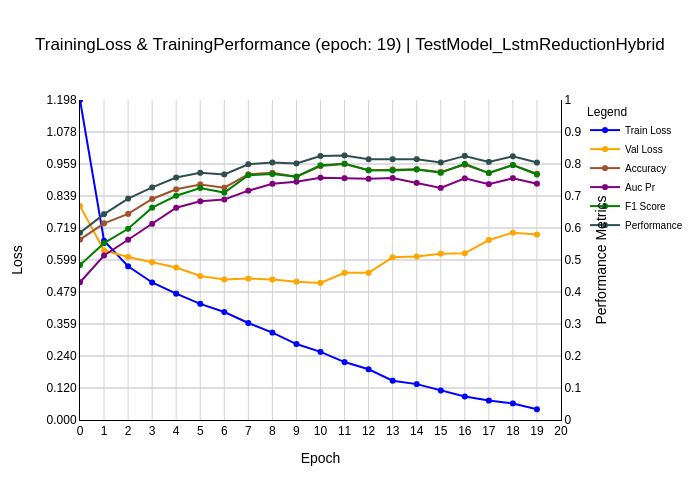 TrainingLoss & TrainingPerformance (epoch: 19) | TestModel_LstmReductionHybrid
Legend
Train Loss
Val Loss
Accuracy
Auc Pr
F1 Score
Performance
1.198
1.078
0.959
0.839
0.719
0.599
0.479
0.359
0.240
0.120
0.000
Loss
1
0.9
0.8
0.7
0.6
0.5
0.4
0.3
0.2
0.1
0
Performance Metrics
0 1 2 3 4 5 6 7 8 9 10 11 12 13 14 15 16 17 18 19 20
Epoch